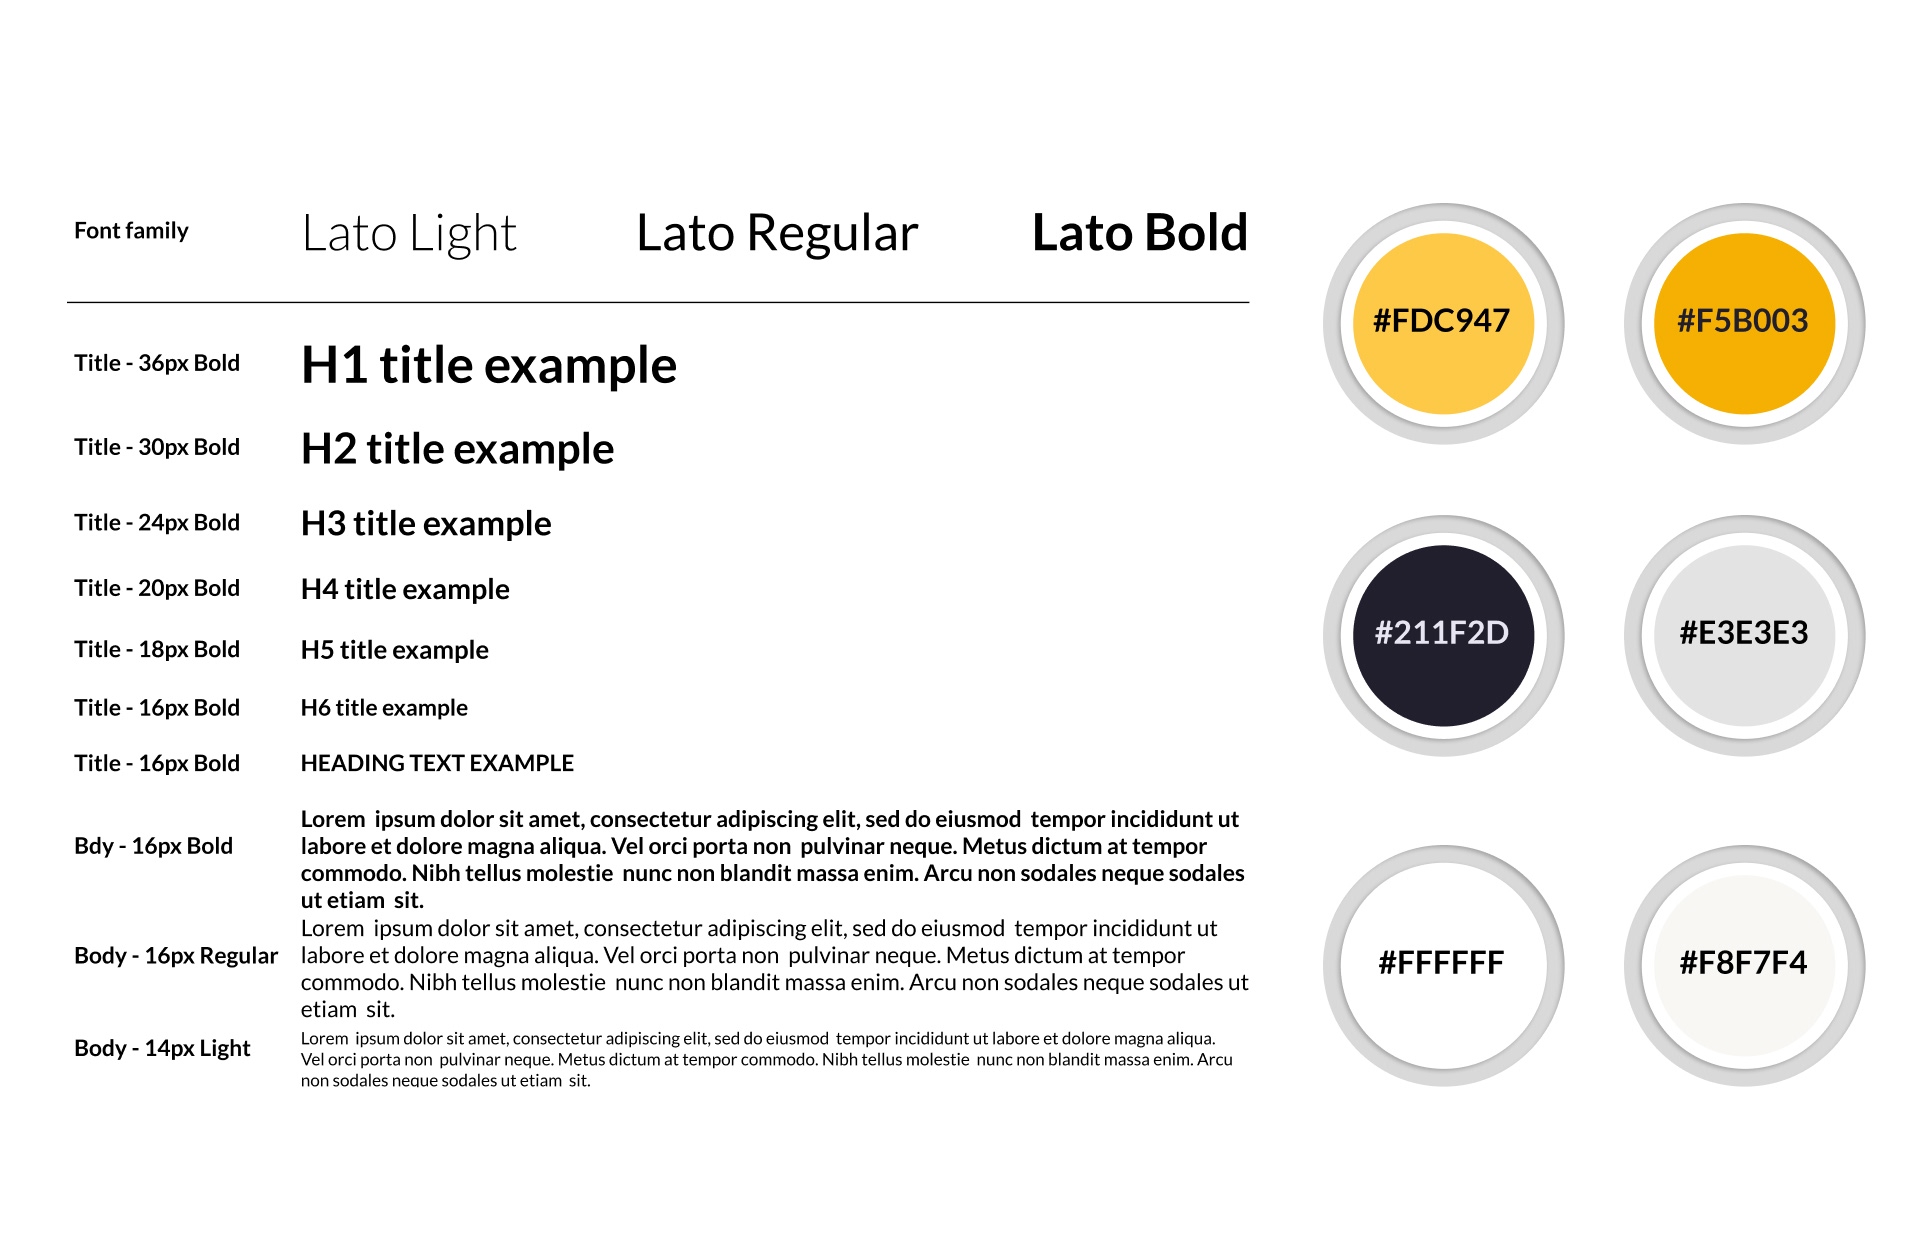 Font family
Lato Light
Lato Regular
Lato Bold
Title - 36px Bold
H1 title example
Title - 30px Bold
H2 title example
Title - 24px Bold
H3 title example
Title - 20px Bold
H4 title example
Title - 18px Bold
H5 title example
Title - 16px Bold
H6 title example
Title - 16px Bold
HEADING TEXT EXAMPLE
Bdy - 16px Bold
Lorem  ipsum dolor sit amet, consectetur adipiscing elit, sed do eiusmod  tempor incididunt ut
labore et dolore magna aliqua. Vel orci porta non  pulvinar neque. Metus dictum at tempor
commodo. Nibh tellus molestie  nunc non blandit massa enim. Arcu non sodales neque sodales
ut etiam  sit.
Body - 16px Regular
Lorem  ipsum dolor sit amet, consectetur adipiscing elit, sed do eiusmod  tempor incididunt ut
labore et dolore magna aliqua. Vel orci porta non  pulvinar neque. Metus dictum at tempor
commodo. Nibh tellus molestie  nunc non blandit massa enim. Arcu non sodales neque sodales ut
etiam  sit.
Body - 14px Light
Lorem  ipsum dolor sit amet, consectetur adipiscing elit, sed do eiusmod  tempor incididunt ut labore et dolore magna aliqua.
Vel orci porta non  pulvinar neque. Metus dictum at tempor commodo. Nibh tellus molestie  nunc non blandit massa enim. Arcu
non sodales neque sodales ut etiam  sit.
#FDC947
#F5B003
#211F2D
#E3E3E3
#FFFFFF
#F8F7F4